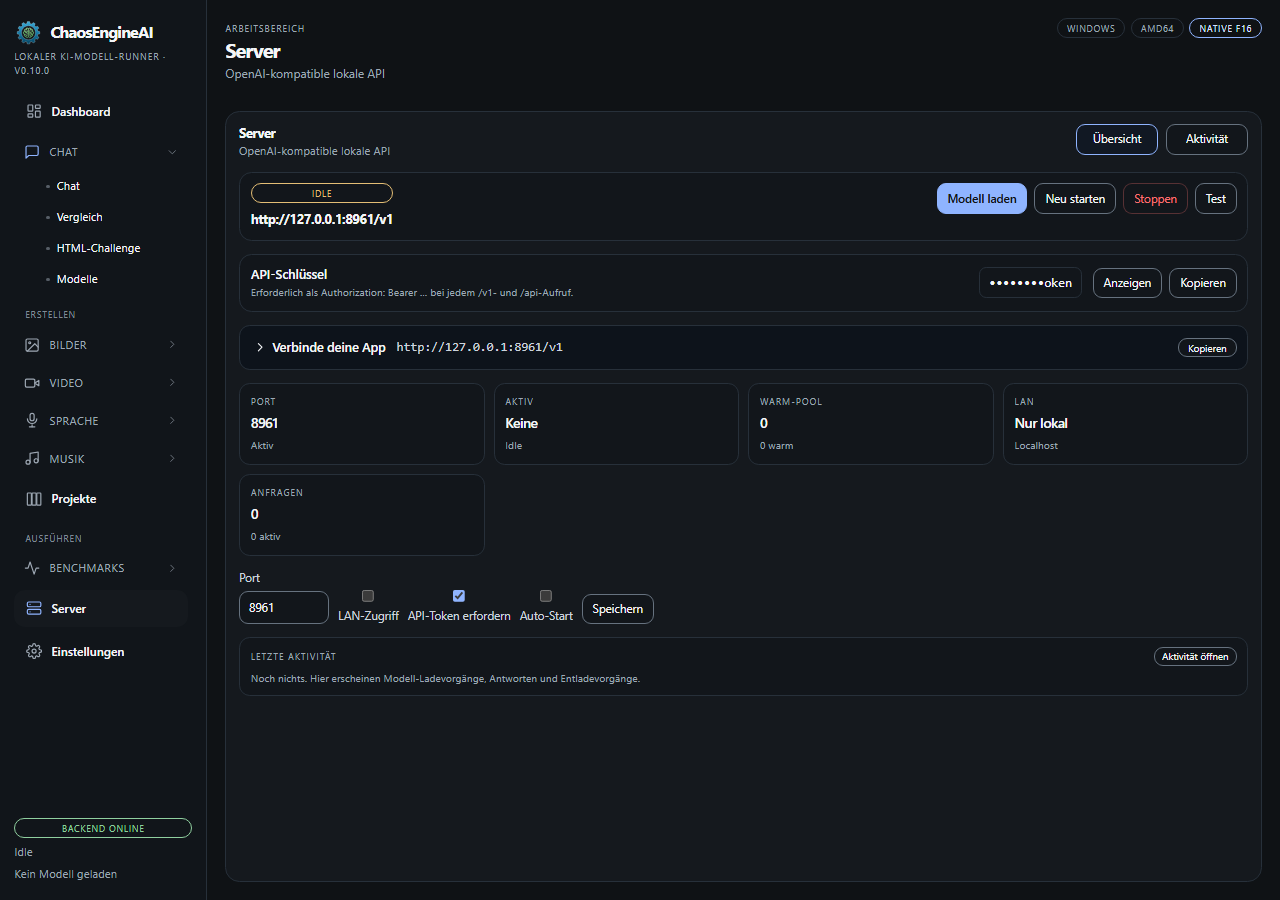 ChaosEngineAI
LOKALER KI-MODELL-RUNNER ·
V0.10.0
Dashboard
CHAT
Chat
Vergleich
HTML-Challenge
Modelle
ERSTELLEN
BILDER
VIDEO
SPRACHE
MUSIK
Projekte
AUSFÜHREN
BENCHMARKS
Server
Einstellungen
BACKEND ONLINE
Idle
Kein Modell geladen
ARBEITSBEREICH
Server
OpenAI-kompatible lokale API
WINDOWS
AMD64
NATIVE F16
Server
OpenAI-kompatible lokale API
Übersicht
Aktivität
IDLE
http://127.0.0.1:8961/v1
Modell laden
Neu starten
Stoppen
Test
API-Schlüssel
Erforderlich als Authorization: Bearer ... bei jedem /v1- und /api-Aufruf.
••••••••oken
Anzeigen
Kopieren
Verbinde deine App http://127.0.0.1:8961/v1
Kopieren
PORT
8961
Aktiv
AKTIV
Keine
Idle
WARM-POOL
0
0 warm
LAN
Nur lokal
Localhost
ANFRAGEN
0
0 aktiv
Port
8961
LAN-Zugriff
API-Token erfordern
Auto-Start
Speichern
LETZTE AKTIVITÄT
Aktivität öffnen
Noch nichts. Hier erscheinen Modell-Ladevorgänge, Antworten und Entladevorgänge.